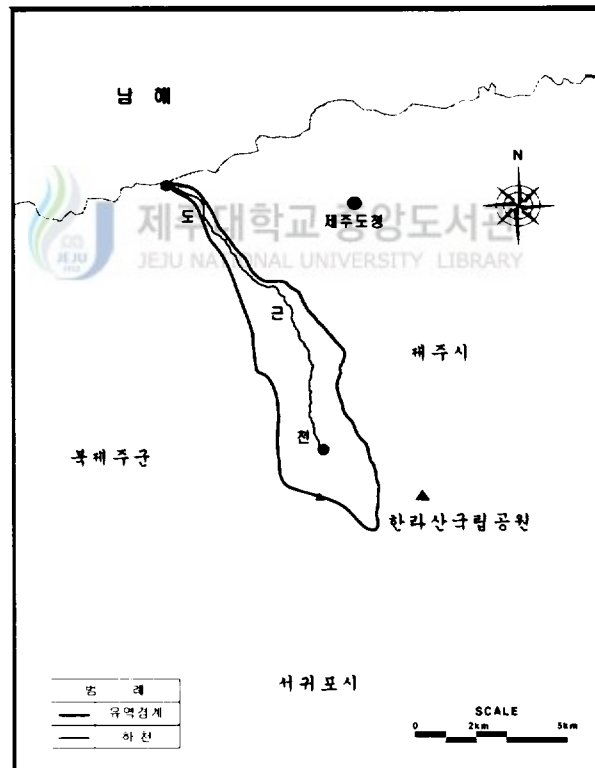 남 해
N
도
제주도청
제주대학교 중앙도서관
JEJU NATIONAL UNIVERSITY LIBRARY
JEJU
1952
근
제주시
천
북제주군
한라산국립공원
서귀포시
범 례
유역경계
하 천
SCALE
0 2km 5km